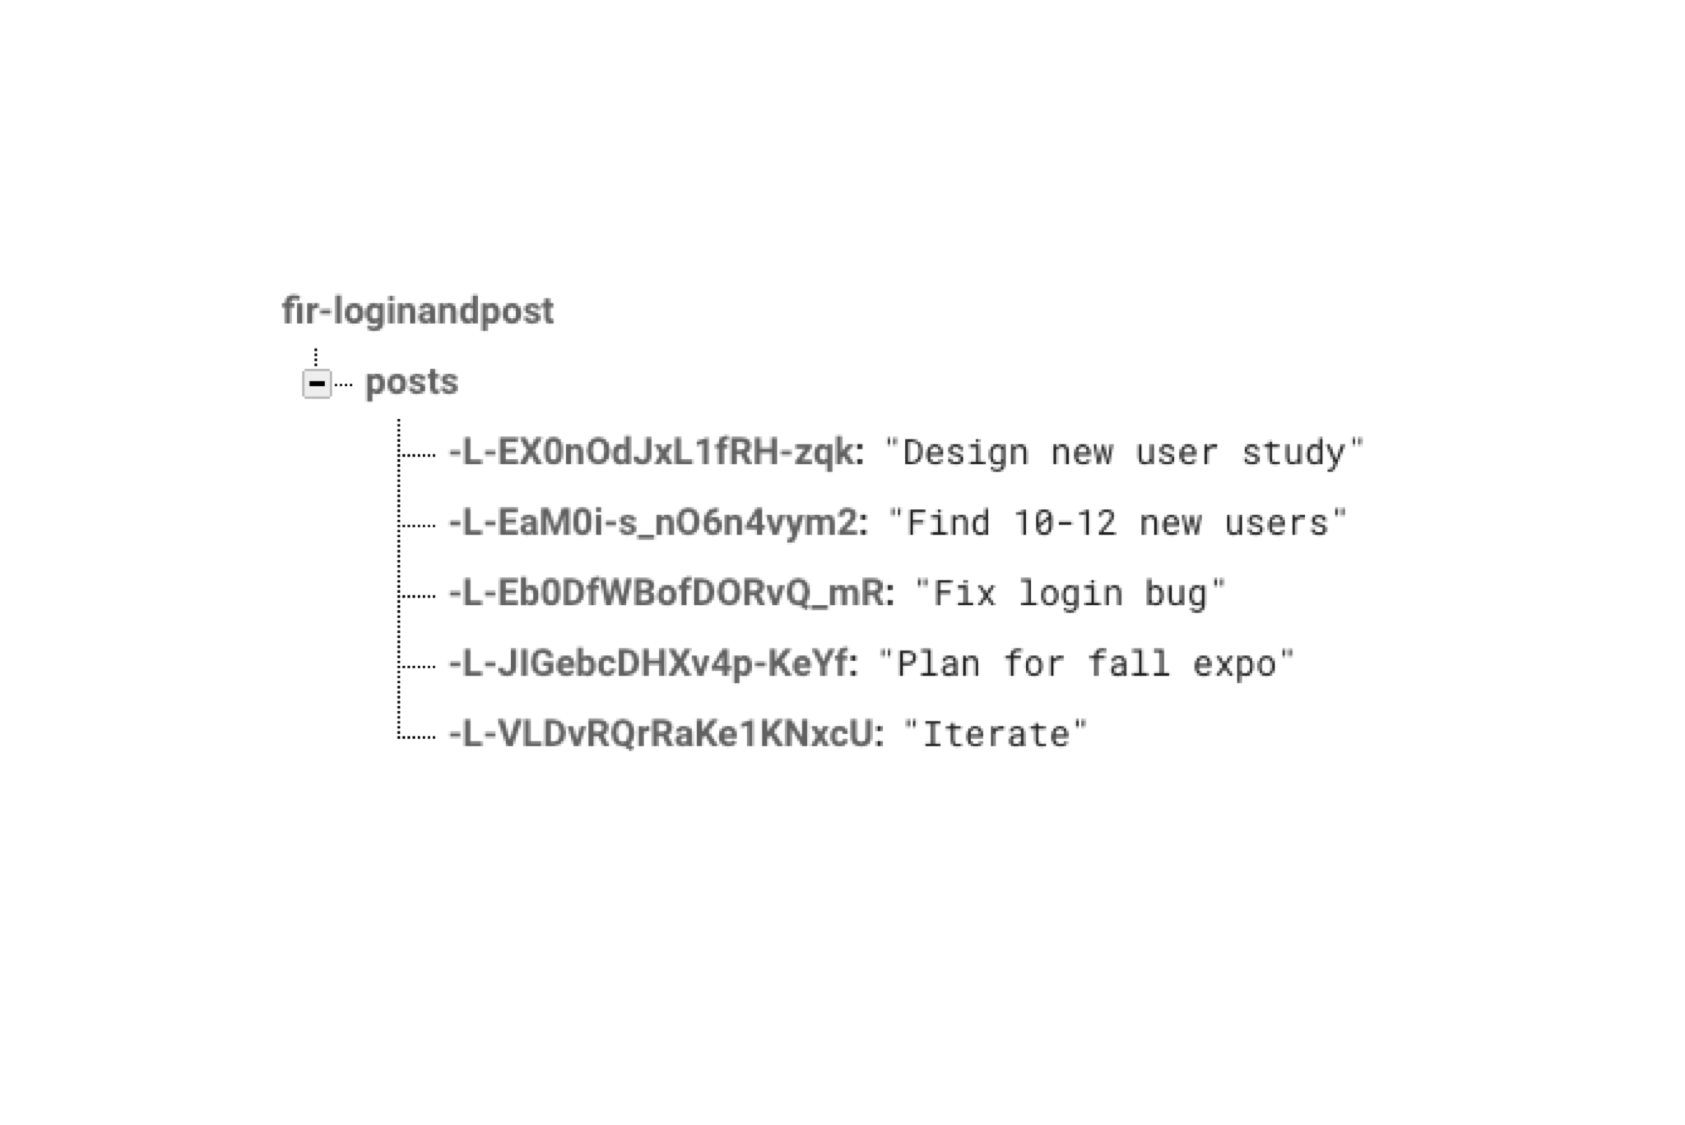 fir-loginandpost
posts
-L-EX0nOdJxL1fRH-zqk: "Design new user study"
-L-EaM0i-s_nO6n4vym2: "Find 10-12 new users"
-L-Eb0DfWBofDORvQ_mR: "Fix login bug"
-L-JIGebcDHXv4p-KeYf: "Plan for fall expo"
-L-VLDvRQrRaKe1KNxcU: "Iterate"